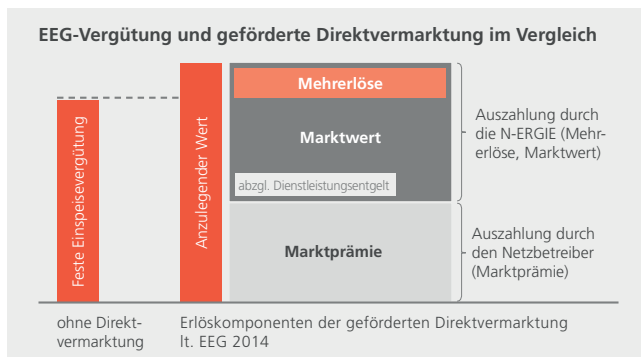 EEG-Vergütung und geförderte Direktvermarktung im Vergleich
Feste Einspeisevergütung
Anzulegender Wert
Mehrerlöse
Marktwert
abzgl. Dienstleistungsentgelt
Marktprämie
Auszahlung durch
die N-ERGIE (Mehr-
erlöse, Marktwert)
Auszahlung durch
den Netzbetreiber
(Marktprämie)
ohne Direkt-
vermarktung
Erlöskomponenten der geförderten Direktvermarktung
lt. EEG 2014